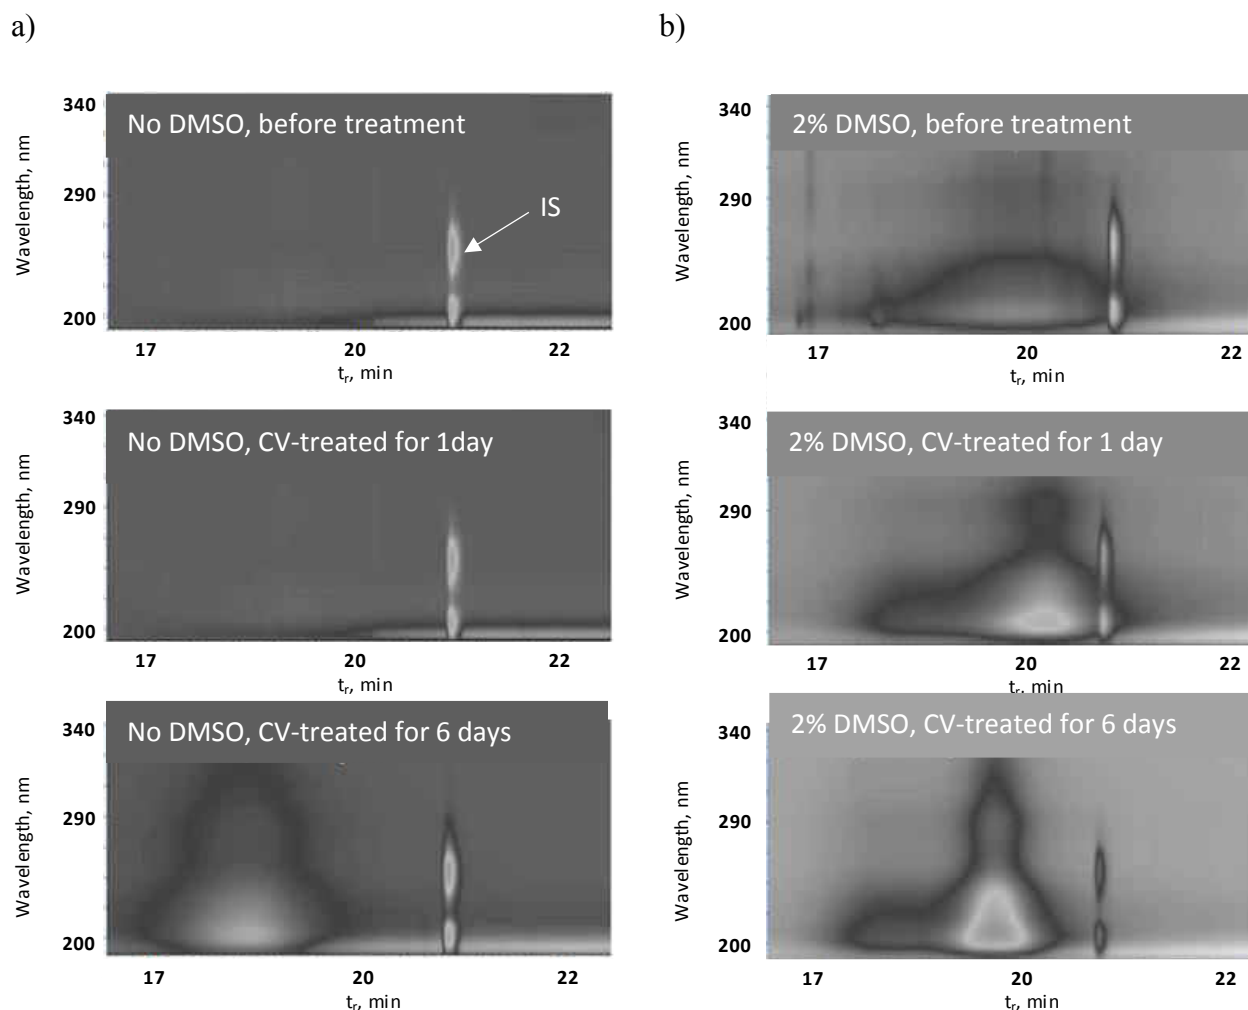 a)
340
No DMSO, before treatment
290
IS
200
Wavelength, nm
17 20 22
tr, min
340
No DMSO, CV-treated for 1day
290
200
Wavelength, nm
17 20 22
tr, min
340
No DMSO, CV-treated for 6 days
290
200
Wavelength, nm
17 20 22
tr, min
b)
340
2% DMSO, before treatment
290
200
Wavelength, nm
17 20 22
tr, min
340
2% DMSO, CV-treated for 1 day
290
200
Wavelength, nm
17 20 22
tr, min
340
2% DMSO, CV-treated for 6 days
290
200
Wavelength, nm
17 20 22
tr, min